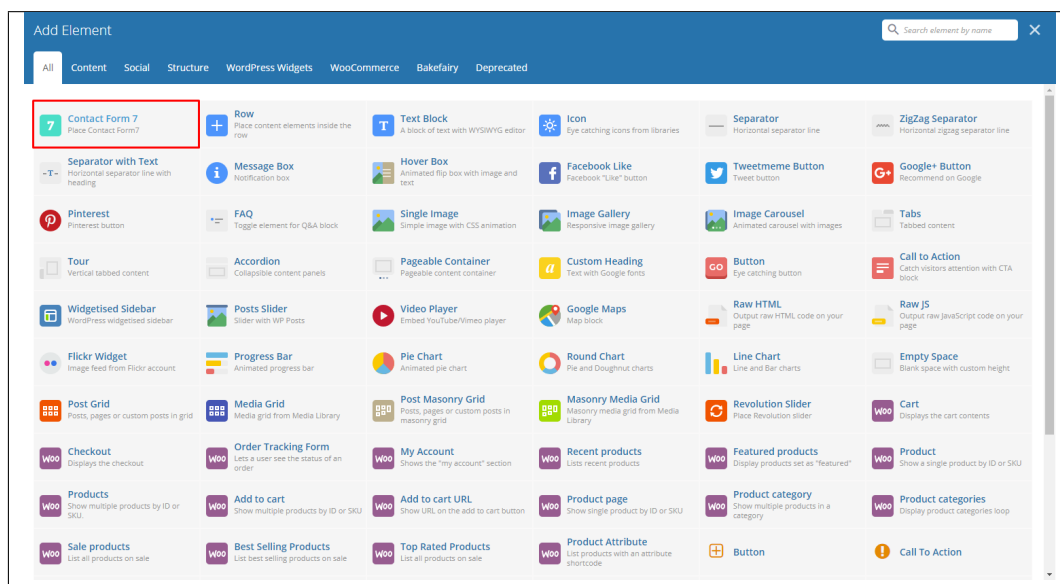 Add Element
Search element by name
All Content Social Structure WordPress Widgets WooCommerce Bakefairy Deprecated
7
Contact Form 7
Place Contact Form7
Row
Place content elements inside the
row
T
Text Block
A block of text with WYSIWYG editor
Icon
Eye catching icons from libraries
Separator
Horizontal separator line
ZigZag Separator
Horizontal zigzag separator line
-T-
Separator with Text
Horizontal separator line with
heading
i
Message Box
Notification box
Hover Box
Animated flip box with image and
text
f
Facebook Like
Facebook "Like" button
Tweetmeme Button
Tweet button
G+
Google+ Button
Recommend on Google
Pinterest
Pinterest button
FAQ
Toggle element for Q&A block
Single Image
Simple image with CSS animation
Image Gallery
Responsive image gallery
Image Carousel
Animated carousel with images
Tabs
Tabbed content
Tour
Vertical tabbed content
Accordion
Collapsible content panels
Pageable Container
Pageable content container
a
Custom Heading
Text with Google fonts
GO
Button
Eye catching button
Call to Action
Catch visitors attention with CTA
block
Widgetised Sidebar
WordPress widgetised sidebar
Posts Slider
Slider with WP Posts
Video Player
Embed YouTube/Vimeo player
Google Maps
Map block
Raw HTML
Output raw HTML code on your
page
Raw JS
Output raw JavaScript code on your
page
Flickr Widget
Image feed from Flickr account
Progress Bar
Animated progress bar
Pie Chart
Animated pie chart
Round Chart
Pie and Doughnut charts
Line Chart
Line and Bar charts
Empty Space
Blank space with custom height
Post Grid
Posts, pages or custom posts in grid
Media Grid
Media grid from Media Library
Post Masonry Grid
Posts, pages or custom posts in
masonry grid
Masonry Media Grid
Masonry media grid from Media
Library
Revolution Slider
Place Revolution slider
Woo
Cart
Displays the cart contents
Woo
Checkout
Displays the checkout
Woo
Order Tracking Form
Lets a user see the status of an
order
Woo
My Account
Shows the "my account" section
Woo
Recent products
Lists recent products
Woo
Featured products
Display products set as "featured"
Woo
Product
Show a single product by ID or SKU
Woo
Products
Show multiple products by ID or
SKU.
Woo
Add to cart
Show multiple products by ID or SKU
Woo
Add to cart URL
Show URL on the add to cart button
Woo
Product page
Show single product by ID or SKU
Woo
Product category
Show multiple products in a
category
Woo
Product categories
Display product categories loop
Woo
Sale products
List all products on sale
Woo
Best Selling Products
List best selling products on sale
Woo
Top Rated Products
List all products on sale
Woo
Product Attribute
List products with an attribute
shortcode
Button
Call To Action